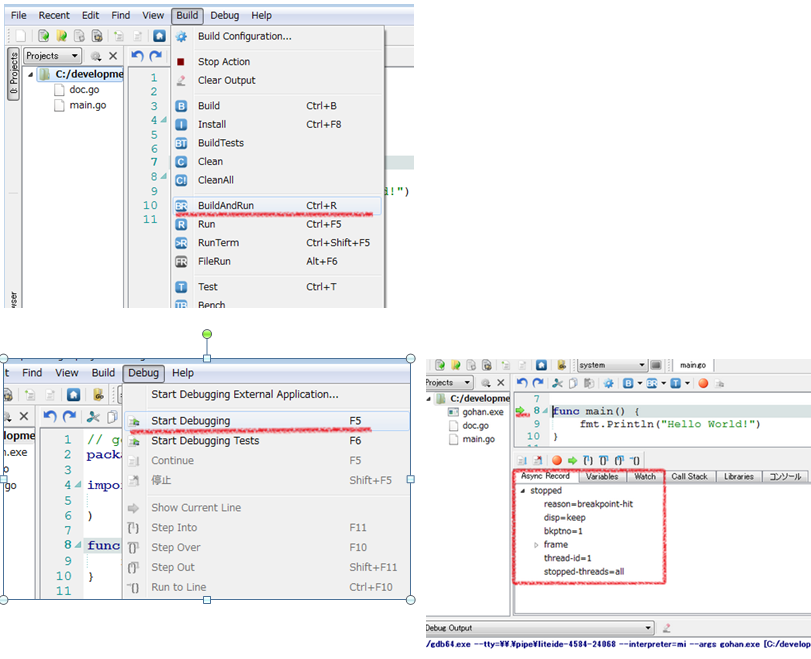 File Recent Edit Find View Build Debug Help
Build Configuration...
Projects
Stop Action
0: Projects
C:/developme
1
Clear Output
doc.go
2
main.go
3
B Build Ctrl+B
4
I Install Ctrl+F8
5
BT BuildTests
6
7
C Clean
8
C! CleanAll
9
!")
10
BR BuildAndRun Ctrl+R
11
R Run Ctrl+F5
>R RunTerm Ctrl+Shift+F5
FR FileRun Alt+F6
T Test Ctrl+T
TB Bench
t Find View Build Debug Help
Start Debugging External Application...
Start Debugging F5
1 // g
2 pack
Start Debugging Tests F6
3
Continue F5
4 impo
停止 Shift+F5
5
6 )
Show Current Line
7
Step Into F11
8 func
Step Over F10
9
Step Out Shift+F11
10 }
Run to Line Ctrl+F10
11
system
main.go
Projects
C:/developme
gohan.exe
doc.go
main.go
7
8 func main() {
9 fmt.Println("Hello World!")
10 }
Async Record Variables Watch Call Stack Libraries コンソール
stopped
reason=breakpoint-hit
disp=keep
bkptno=1
frame
thread-id=1
stopped-threads=all
Debug Output
/gdb64.exe --tty=¥¥.¥pipe¥liteide-4584-24068 --interpreter=mi --args gohan.exe [C:/develop